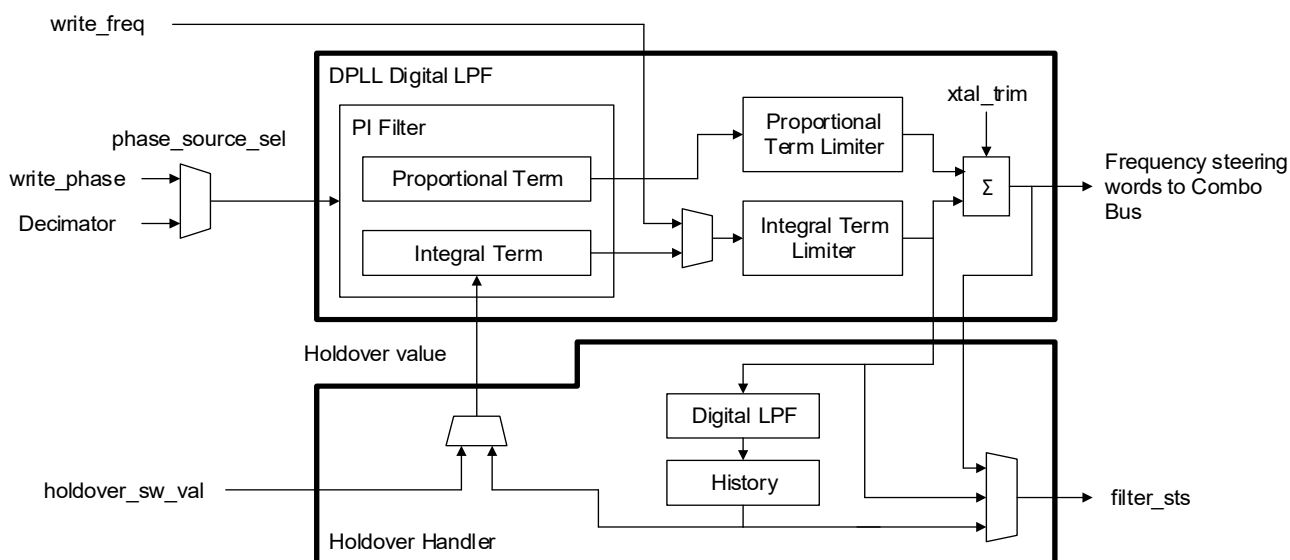 write_freq
DPLL Digital LPF
xtal_trim
PI Filter
Proportional
Term Limiter
phase_source_sel
write_phase
Proportional Term
Σ
Frequency steering
words to Combo
Bus
Decimator
Integral Term
Limiter
Integral Term
Holdover value
Digital LPF
holdover_sw_val
History
filter_sts
Holdover Handler